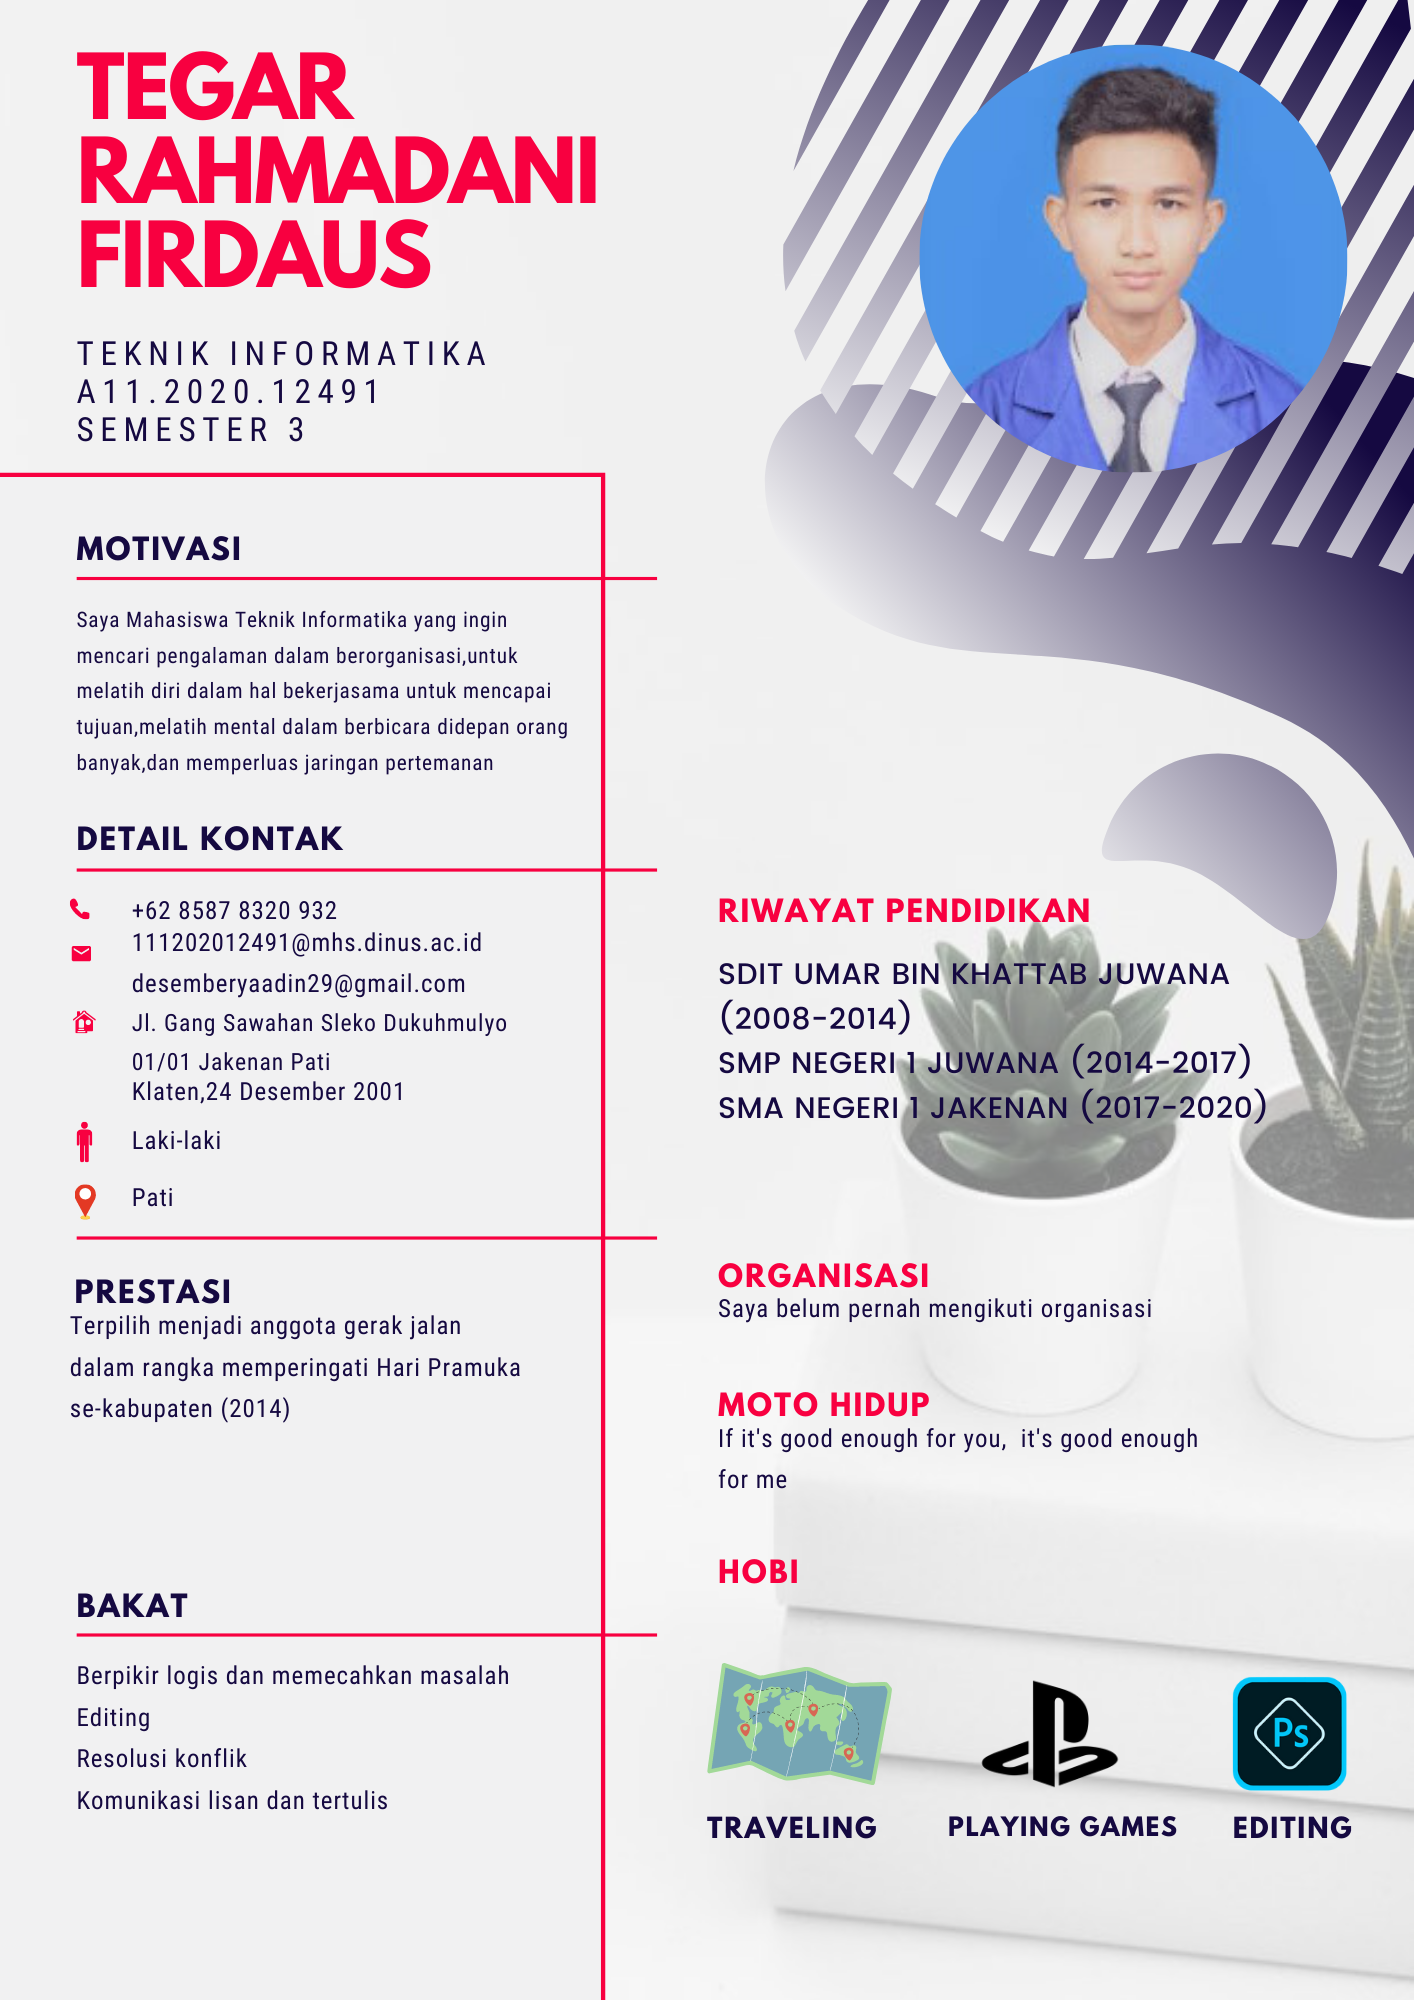 TEGAR
RAHMADANI
FIRDAUS
TEKNIK INFORMATIKA
A11.2020.12491
SEMESTER 3
MOTIVASI
Saya Mahasiswa Teknik Informatika yang ingin
mencari pengalaman dalam berorganisasi,untuk
melatih diri dalam hal bekerjasama untuk mencapai
tujuan,melatih mental dalam berbicara didepan orang
banyak,dan memperluas jaringan pertemanan
DETAIL KONTAK
+62 8587 8320 932
111202012491@mhs.dinus.ac.id
desemberyaadin29@gmail.com
Jl. Gang Sawahan Sleko Dukuhmulyo
01/01 Jakenan Pati
Klaten,24 Desember 2001
Laki-laki
Pati
PRESTASI
Terpilih menjadi anggota gerak jalan
dalam rangka memperingati Hari Pramuka
se-kabupaten (2014)
BAKAT
Berpikir logis dan memecahkan masalah
Editing
Resolusi konflik
Komunikasi lisan dan tertulis
RIWAYAT PENDIDIKAN
SDIT UMAR BIN KHATTAB JUWANA
(2008-2014)
SMP NEGERI 1 JUWANA (2014-2017)
SMA NEGERI 1 JAKENAN (2017-2020)
ORGANISASI
Saya belum pernah mengikuti organisasi
MOTO HIDUP
If it's good enough for you,  it's good enough
for me
HOBI
Ps
TRAVELING
PLAYING GAMES
EDITING